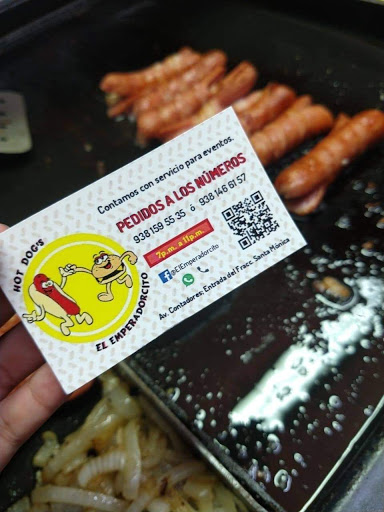 Contamos con servicio para eventos.
PEDIDOS A LOS NÚMEROS
938 159 55 35 ó 938 146 61 57
7p.m. a 11p.m.
@ElEmperadorcito
Av. Contadores: Entrada del Fracc. Santa Mónica
HOT DOG'S
EL EMPERADORCITO